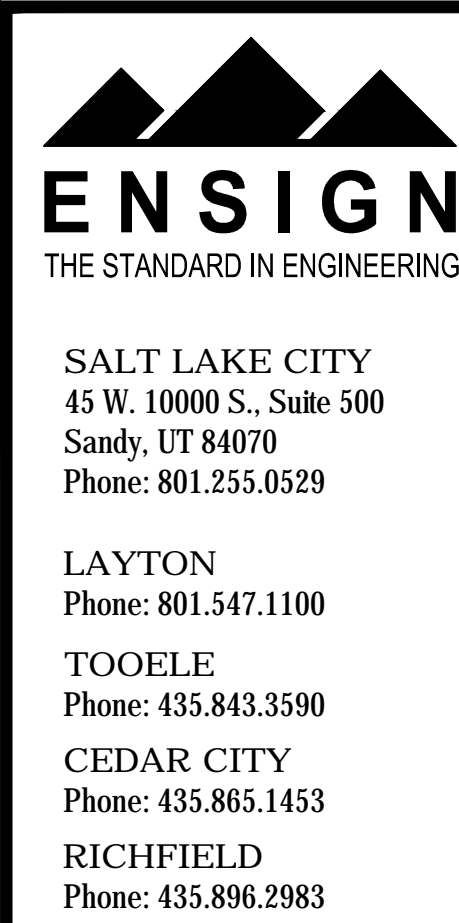 ENSIGN
THE STANDARD IN ENGINEERING
SALT LAKE CITY
45 W. 10000 S., Suite 500
Sandy, UT 84070
Phone: 801.255.0529
LAYTON
Phone: 801.547.1100
TOOELE
Phone: 435.843.3590
CEDAR CITY
Phone: 435.865.1453
RICHFIELD
Phone: 435.896.2983